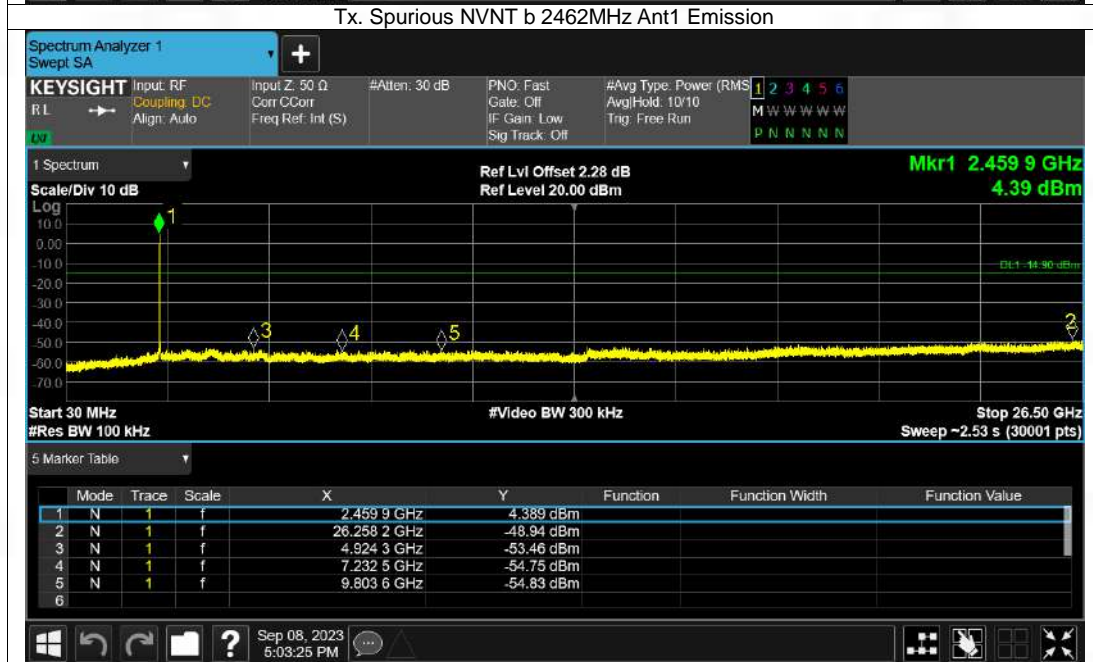 Tx. Spurious NVNT b 2462MHz Ant1 Emission
Spectrum Analyzer 1
Swept SA
+
KEYSIGHT Input: RF Input Z: 50 Ω #Atten: 30 dB PNO: Fast #Avg Type: Power (RMS 1 2 3 4 5 6
RL Coupling: DC Corr CCorr Gate: Off Avg|Hold: 10/10 M W W W W W
Align: Auto Freq Ref: Int (S) IF Gain: Low Trig: Free Run
LXI Sig Track: Off P N N N N N
1 Spectrum Ref Lvl Offset 2.28 dB Mkr1 2.459 9 GHz
Scale/Div 10 dB Ref Level 20.00 dBm 4.39 dBm
Log
10.0 1
0.00
-10.0 DL1 -14.90 dBm
-20.0
-30.0
-40.0 3 4 5 2
-50.0
-60.0
-70.0
Start 30 MHz #Video BW 300 kHz Stop 26.50 GHz
#Res BW 100 kHz Sweep ~2.53 s (30001 pts)
5 Marker Table
Mode Trace Scale X Y Function Function Width Function Value
1 N 1 f 2.459 9 GHz 4.389 dBm
2 N 1 f 26.258 2 GHz -48.94 dBm
3 N 1 f 4.924 3 GHz -53.46 dBm
4 N 1 f 7.232 5 GHz -54.75 dBm
5 N 1 f 9.803 6 GHz -54.83 dBm
6
? Sep 08, 2023
5:03:25 PM